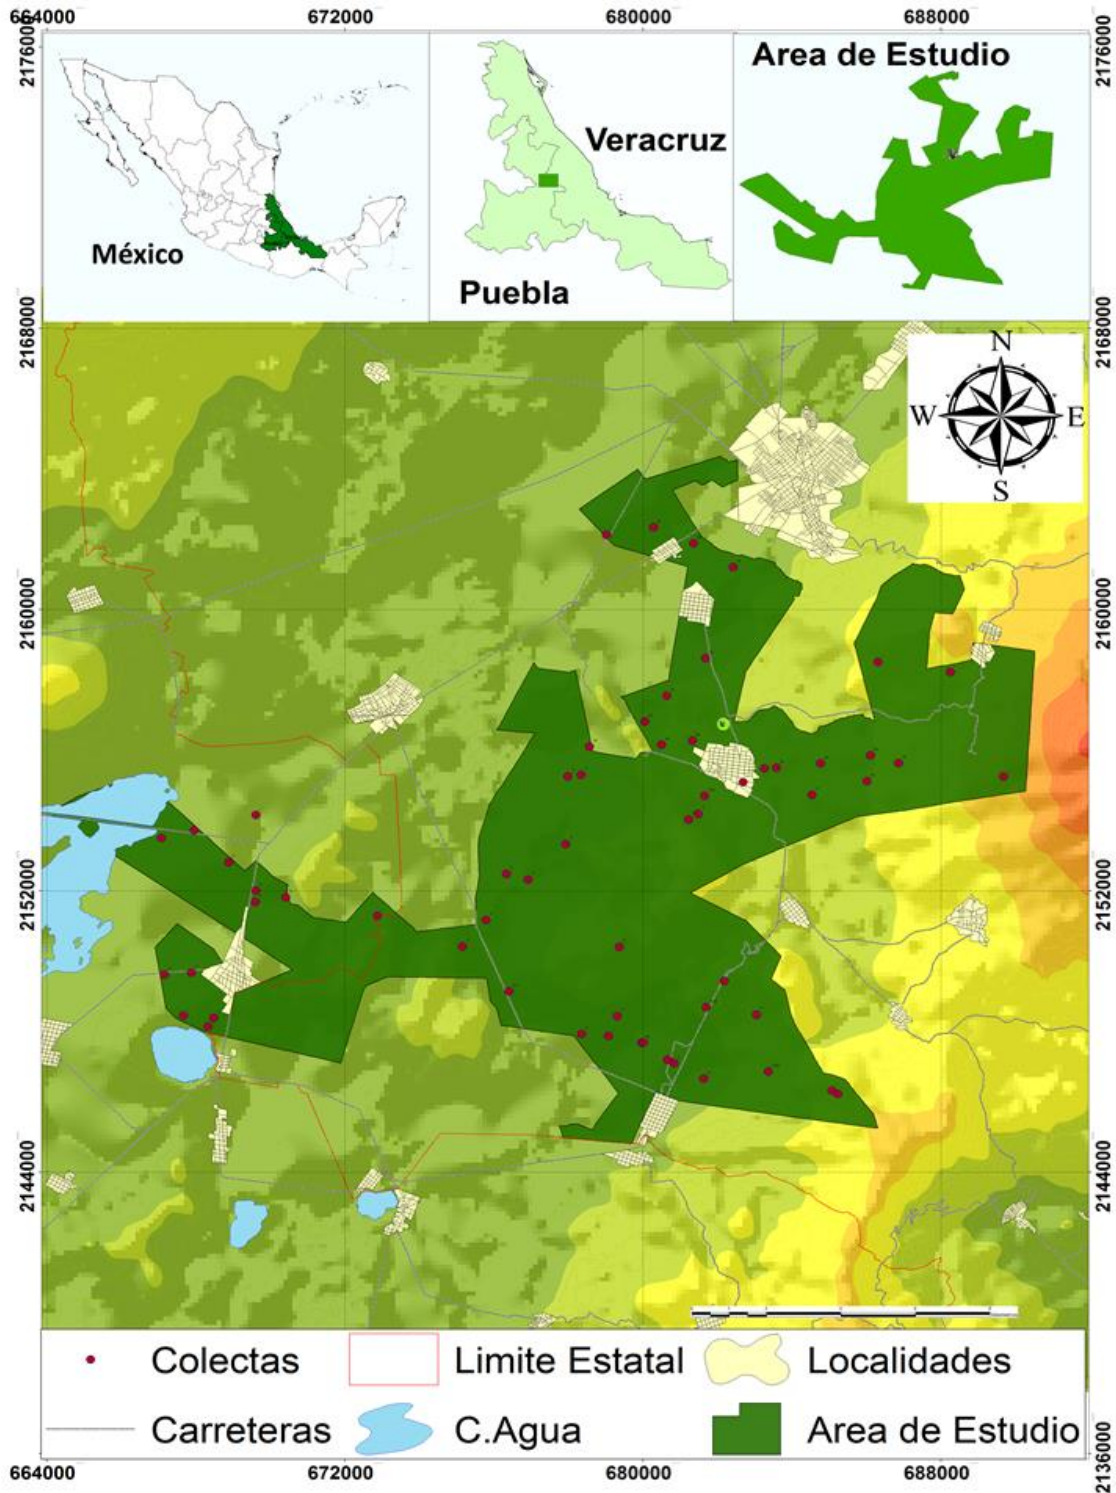 664000 672000 680000 688000
2176000
2176000
México
Veracruz
Puebla
Area de Estudio
2168000
2168000
N
W E
S
2160000
2160000
2152000
2152000
2144000
2144000
Colectas
Limite Estatal
Localidades
Carreteras
C.Agua
Area de Estudio
2136000
664000 672000 680000 688000